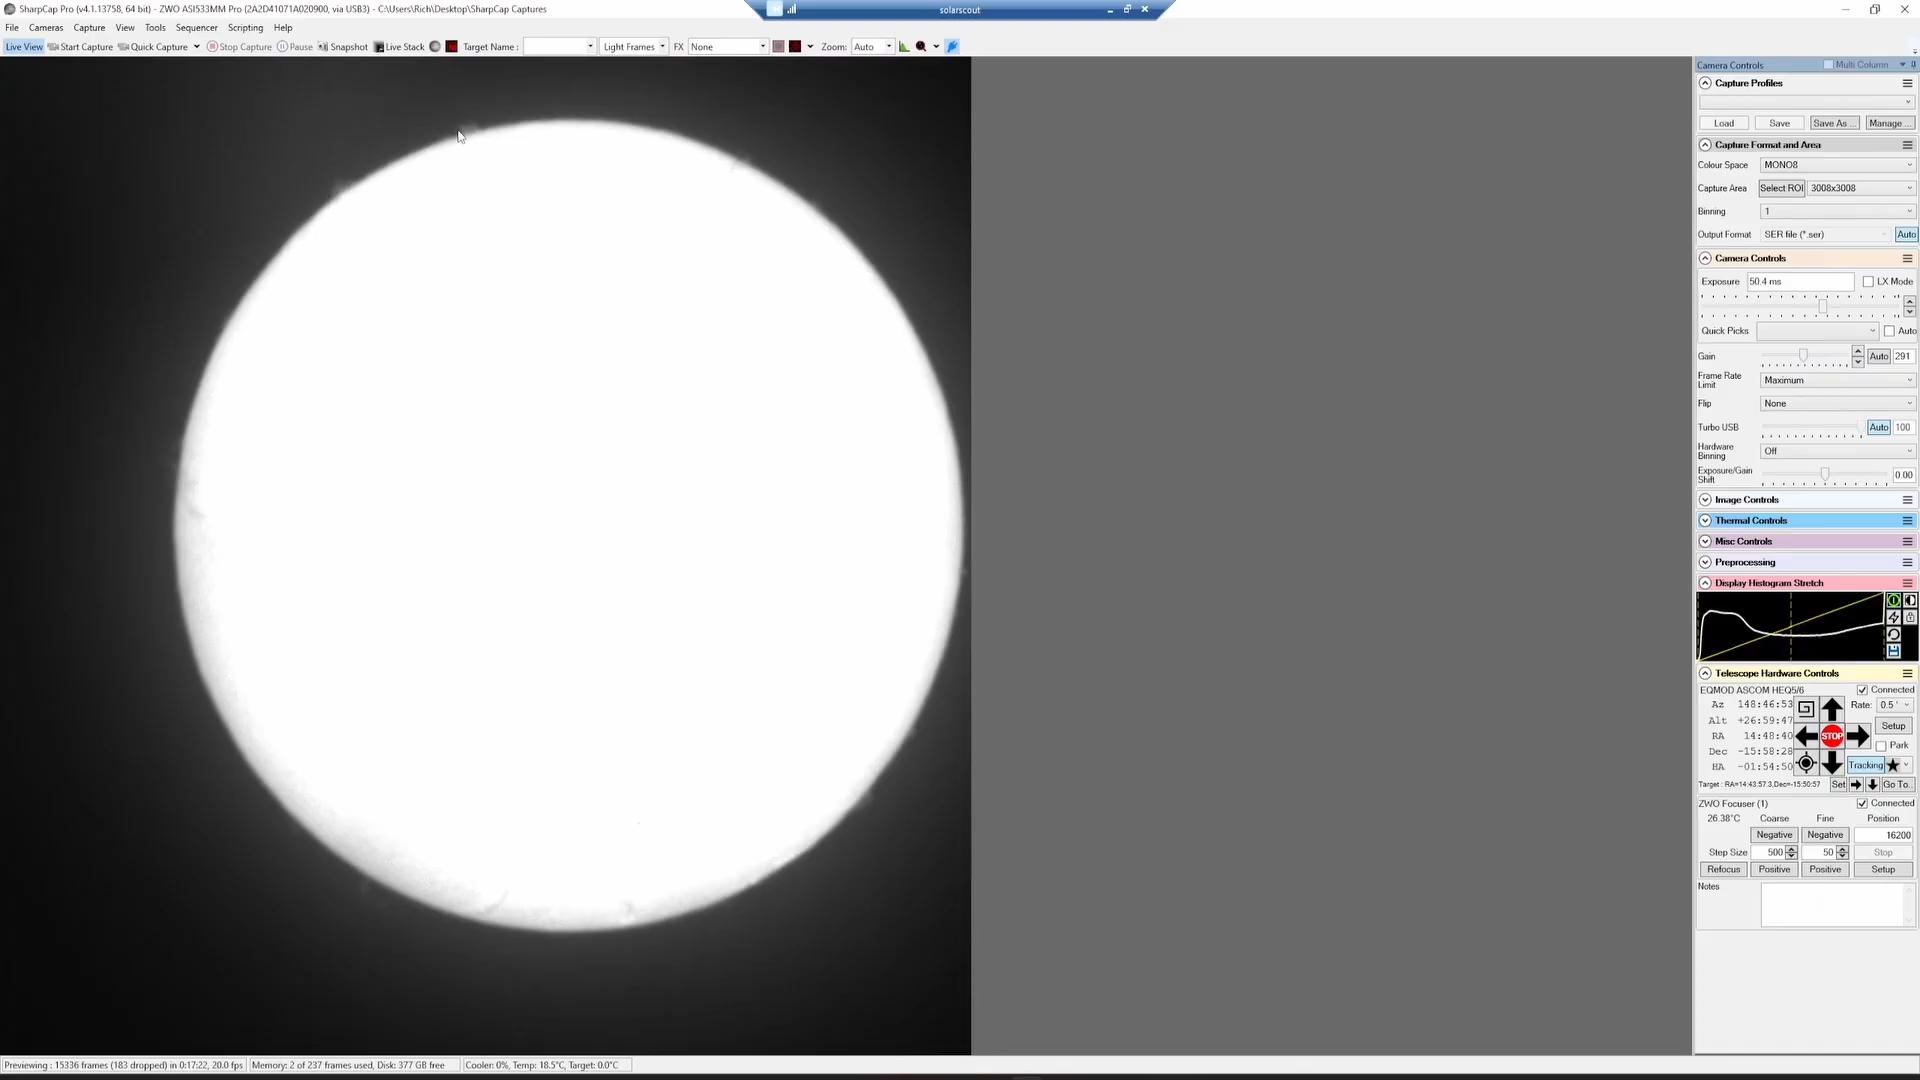 SharpCap Pro (v4.1.13758, 64 bit) - ZWO ASI533MM Pro (2A2D41071A020900, via USB3) - C:\Users\Rich\Desktop\SharpCap Captures
solarscout
File Cameras Capture View Tools Sequencer Scripting Help
Live View Start Capture Quick Capture Stop Capture Pause Snapshot Live Stack Target Name : Light Frames FX None Zoom: Auto
Camera Controls Multi Column
Capture Profiles
Load Save Save As ... Manage ...
Capture Format and Area
Colour Space MONO8
Capture Area Select ROI 3008x3008
Binning 1
Output Format SER file (*.ser) Auto
Camera Controls
Exposure 50.4 ms LX Mode
Quick Picks Auto
Gain Auto 291
Frame Rate Limit Maximum
Flip None
Turbo USB Auto 100
Hardware Binning Off
Exposure/Gain Shift 0.00
Image Controls
Thermal Controls
Misc Controls
Preprocessing
Display Histogram Stretch
Telescope Hardware Controls
EQMOD ASCOM HEQ5/6 Connected
Az 148:46:53 Rate: 0.5 '
Alt +26:59:47 Setup
RA 14:48:40 STOP
Dec -15:58:28 Park
HA -01:54:50 Tracking
Target : RA=14:43:57.3,Dec=-15:50:57 Set Go To..
ZWO Focuser (1) Connected
26.38°C Coarse Fine Position
Negative Negative 16200
Step Size 500 50 Stop
Refocus Positive Positive Setup
Notes
Previewing : 15336 frames (183 dropped) in 0:17:22, 20.0 fps Memory: 2 of 237 frames used, Disk: 377 GB free Cooler: 0%, Temp: 18.5°C, Target: 0.0°C